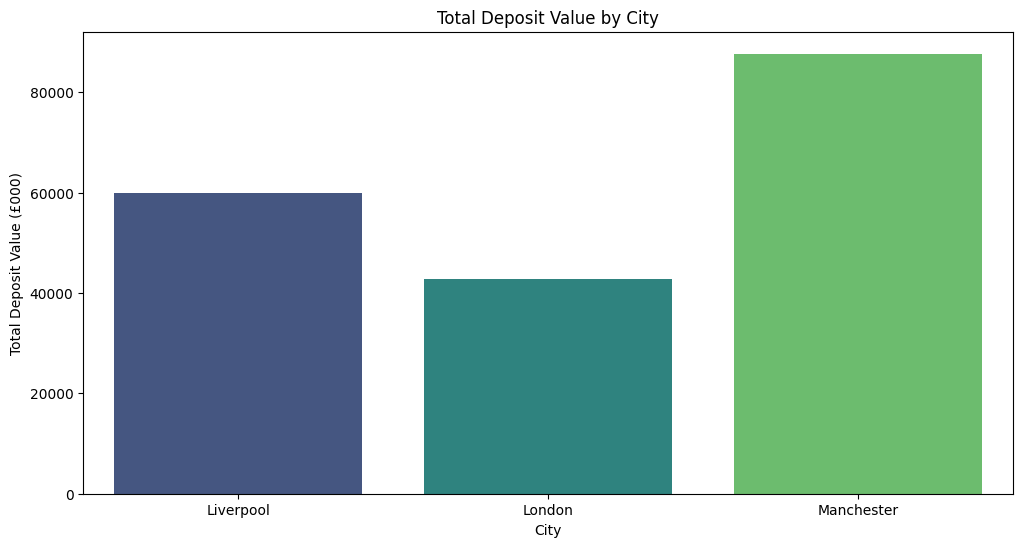 Total Deposit Value by City
Total Deposit Value (£000)
80000
60000
40000
20000
0
Liverpool London Manchester
City